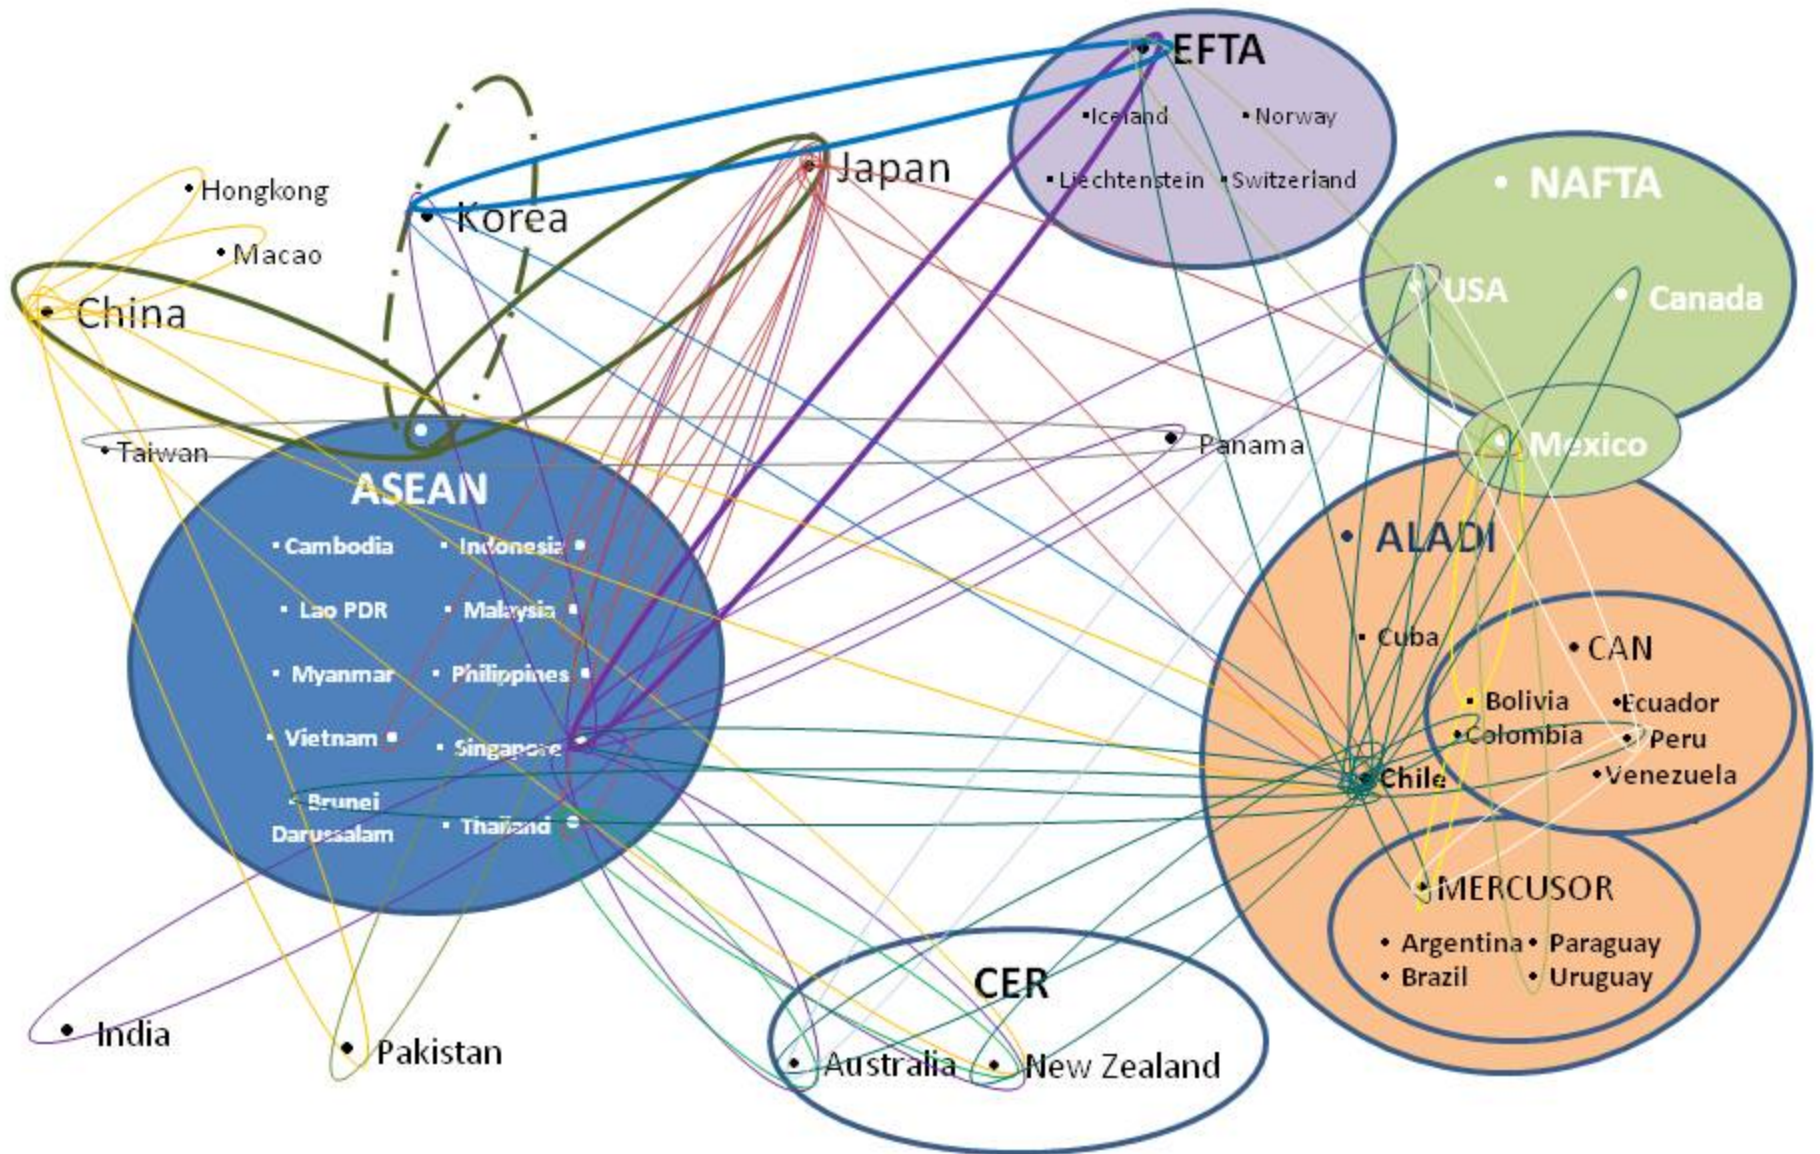 EFTA
Iceland
Norway
Liechtenstein
Switzerland
Japan
Hongkong
Korea
Macao
China
NAFTA
USA
Canada
Mexico
Taiwan
Panama
ASEAN
Cambodia
Indonesia
Lao PDR
Malaysia
Myanmar
Philippines
Vietnam
Singapore
Brunei
Darussalam
Thailand
ALADI
Cuba
CAN
Bolivia
Ecuador
Colombia
Peru
Chile
Venezuela
MERCUSOR
Argentina
Paraguay
Brazil
Uruguay
CER
Australia
New Zealand
India
Pakistan